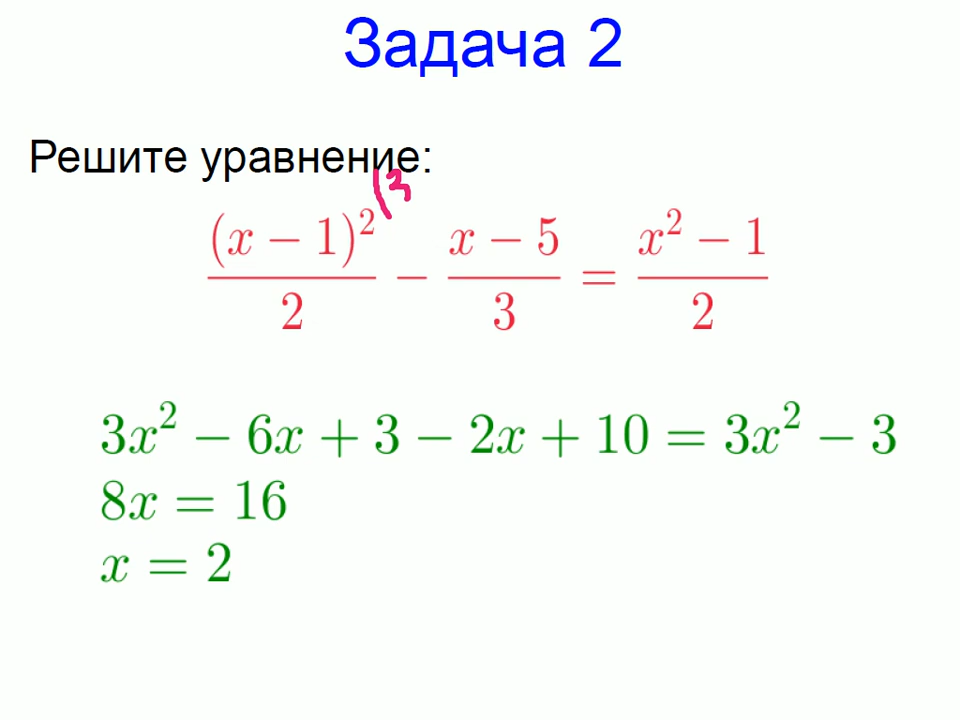 Задача 2
Решите уравнение:
(3
(x − 1)² / 2 − (x − 5) / 3 = (x² − 1) / 2
3x² − 6x + 3 − 2x + 10 = 3x² − 3
8x = 16
x = 2